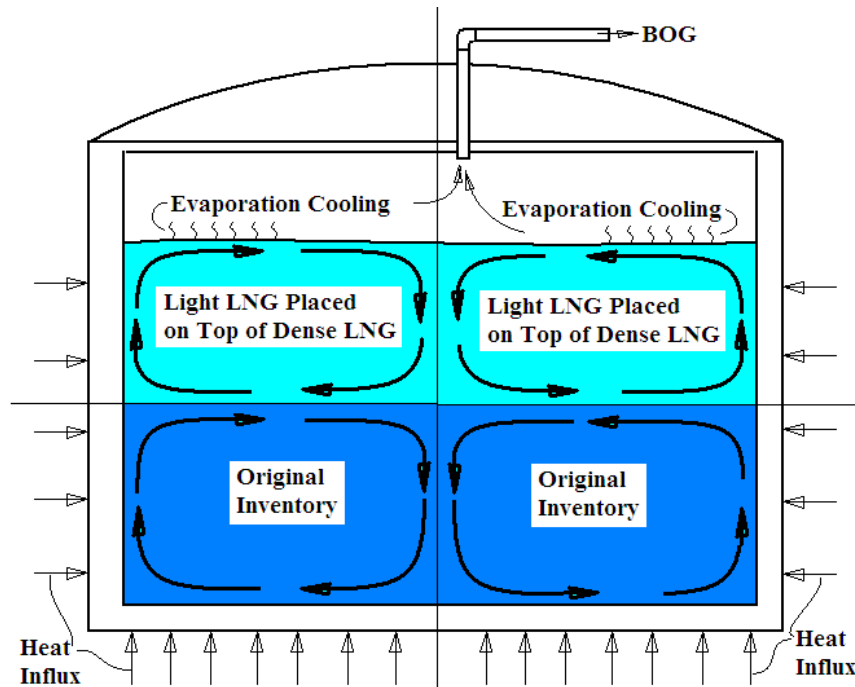 BOG
Evaporation Cooling
Evaporation Cooling
Light LNG Placed
on Top of Dense LNG
Light LNG Placed
on Top of Dense LNG
Original
Inventory
Original
Inventory
Heat
Influx
Heat
Influx